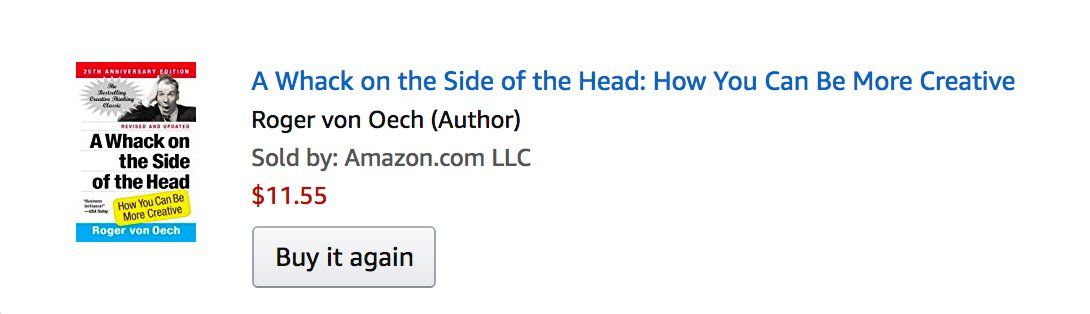 25TH ANNIVERSARY EDITION
The
Bestselling
Creative Thinking
Classic
REVISED AND UPDATED
A Whack on
the Side
of the Head
"Business
brilliance"
—USA Today
How You Can Be
More Creative
Roger von Oech
A Whack on the Side of the Head: How You Can Be More Creative
Roger von Oech (Author)
Sold by: Amazon.com LLC
$11.55
Buy it again